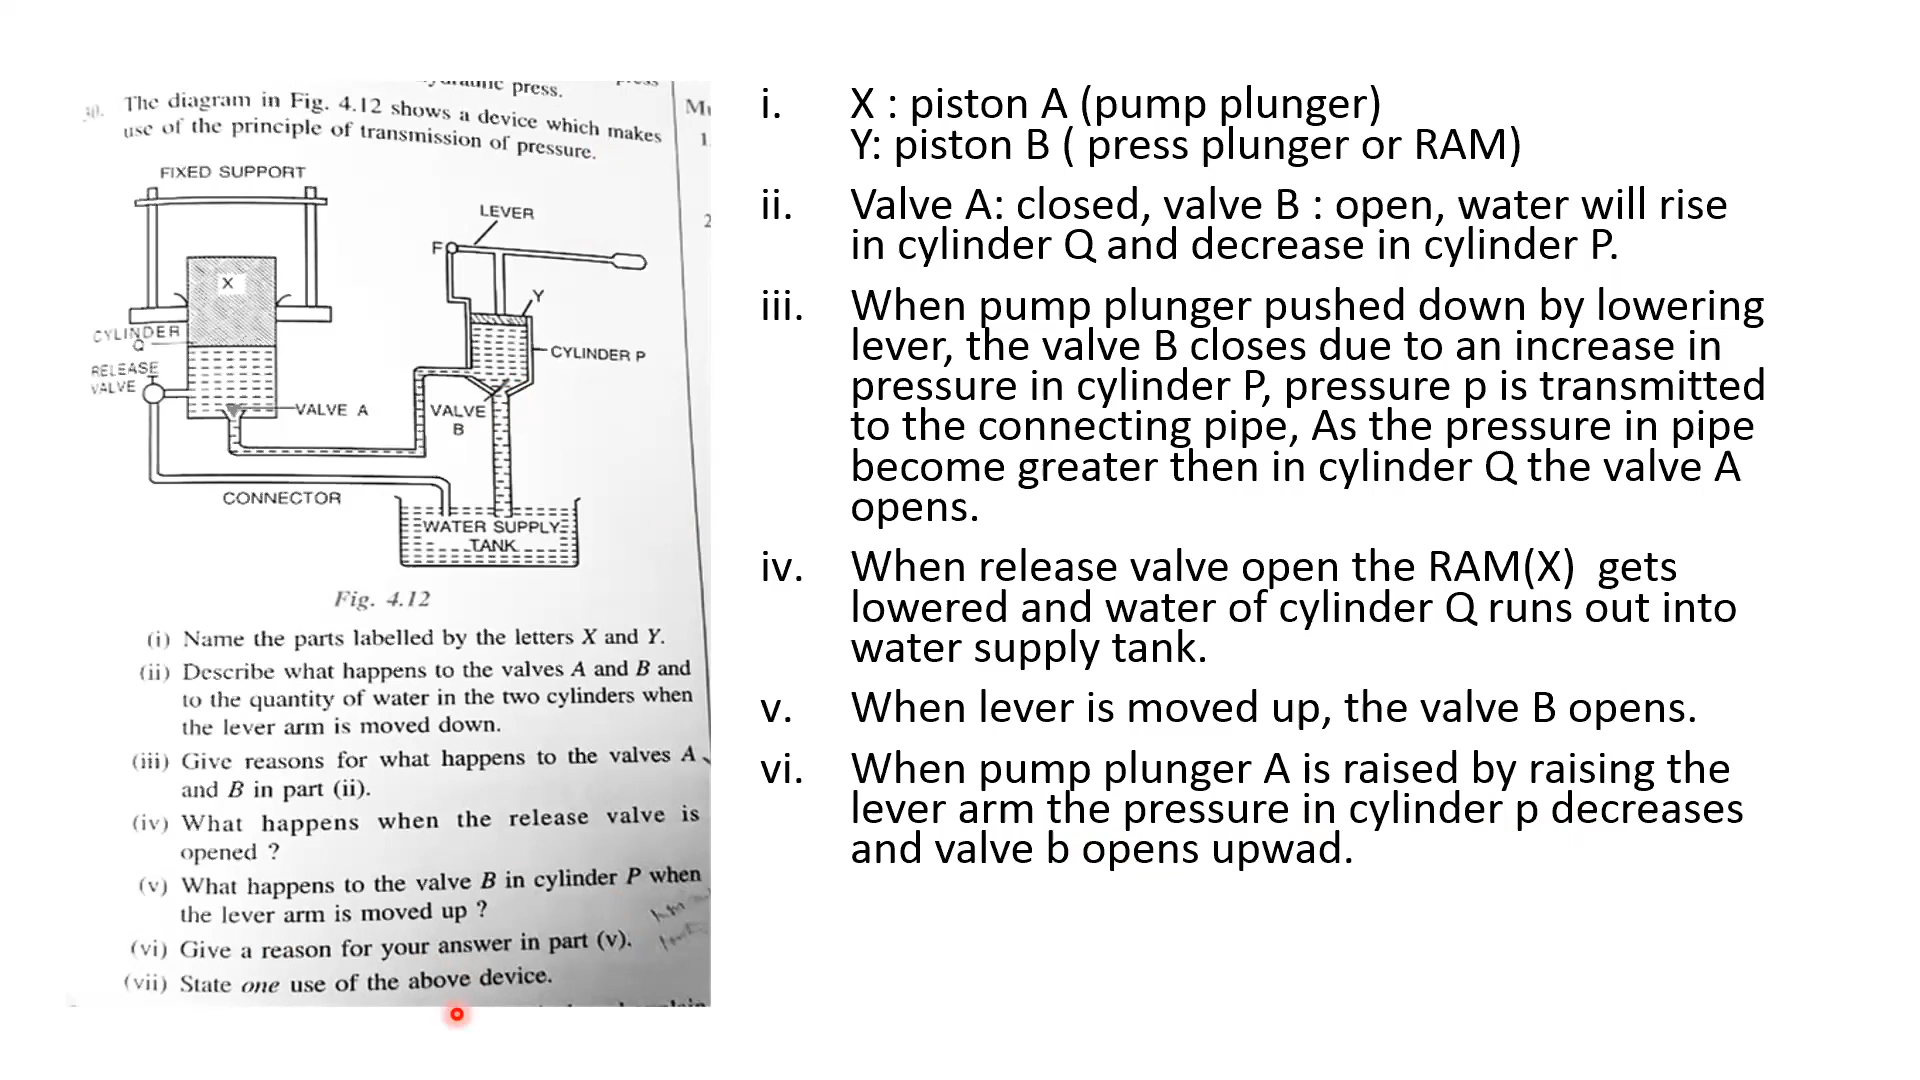 press.
30. The diagram in Fig. 4.12 shows a device which makes
use of the principle of transmission of pressure.
FIXED SUPPORT
LEVER
F
X
Y
CYLINDER
Q
CYLINDER P
RELEASE
VALVE
VALVE A
VALVE
B
CONNECTOR
WATER SUPPLY
TANK
Fig. 4.12
(i) Name the parts labelled by the letters X and Y.
(ii) Describe what happens to the valves A and B and
to the quantity of water in the two cylinders when
the lever arm is moved down.
(iii) Give reasons for what happens to the valves A
and B in part (ii).
(iv) What happens when the release valve is
opened ?
(v) What happens to the valve B in cylinder P when
the lever arm is moved up ?
(vi) Give a reason for your answer in part (v).
(vii) State one use of the above device.
1.
2
i. X : piston A (pump plunger)
Y: piston B ( press plunger or RAM)
ii. Valve A: closed, valve B : open, water will rise
in cylinder Q and decrease in cylinder P.
iii. When pump plunger pushed down by lowering
lever, the valve B closes due to an increase in
pressure in cylinder P, pressure p is transmitted
to the connecting pipe, As the pressure in pipe
become greater then in cylinder Q the valve A
opens.
iv. When release valve open the RAM(X) gets
lowered and water of cylinder Q runs out into
water supply tank.
v. When lever is moved up, the valve B opens.
vi. When pump plunger A is raised by raising the
lever arm the pressure in cylinder p decreases
and valve b opens upwad.